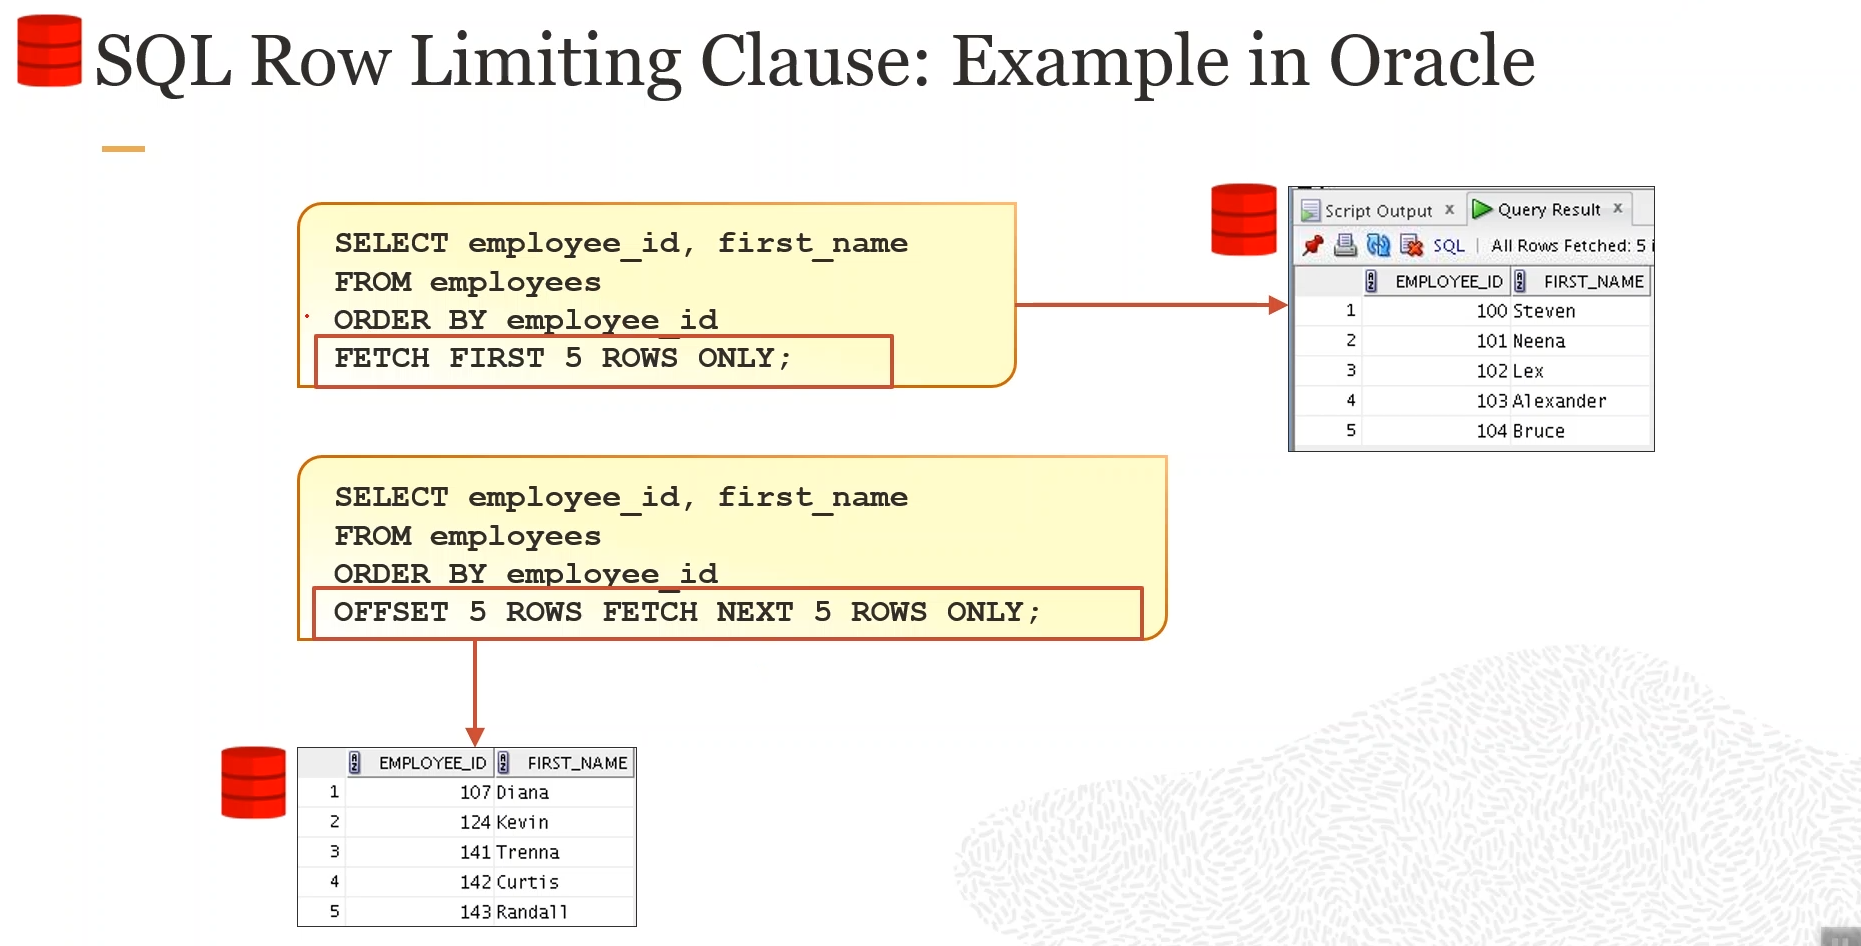 SQL Row Limiting Clause: Example in Oracle
SELECT employee_id, first_name
FROM employees
ORDER BY employee_id
FETCH FIRST 5 ROWS ONLY;
Script Output x Query Result x
SQL | All Rows Fetched: 5
EMPLOYEE_ID FIRST_NAME
1 100 Steven
2 101 Neena
3 102 Lex
4 103 Alexander
5 104 Bruce
SELECT employee_id, first_name
FROM employees
ORDER BY employee_id
OFFSET 5 ROWS FETCH NEXT 5 ROWS ONLY;
EMPLOYEE_ID FIRST_NAME
1 107 Diana
2 124 Kevin
3 141 Trenna
4 142 Curtis
5 143 Randall